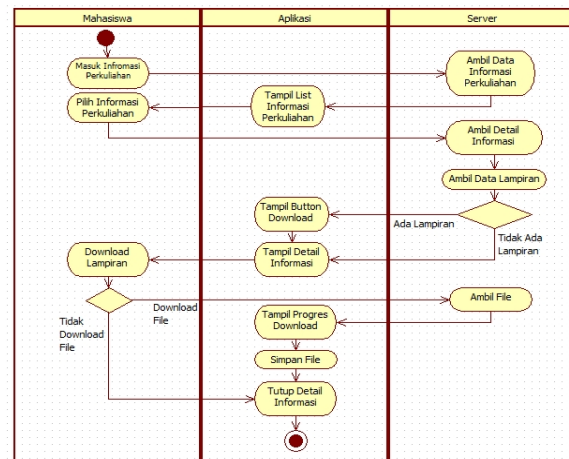 Mahasiswa
Aplikasi
Server
Masuk Infromasi
Perkuliahan
Ambil Data
Informasi
Perkuliahan
Pilih Informasi
Perkuliahan
Tampil List
Informasi
Perkuliahan
Ambil Detail
Informasi
Ambil Data Lampiran
Tampil Button
Download
Ada Lampiran
Tidak Ada
Lampiran
Download
Lampiran
Tampil Detail
Informasi
Tidak
Download
File
Download
File
Ambil File
Tampil Progres
Download
Simpan File
Tutup Detail
Informasi